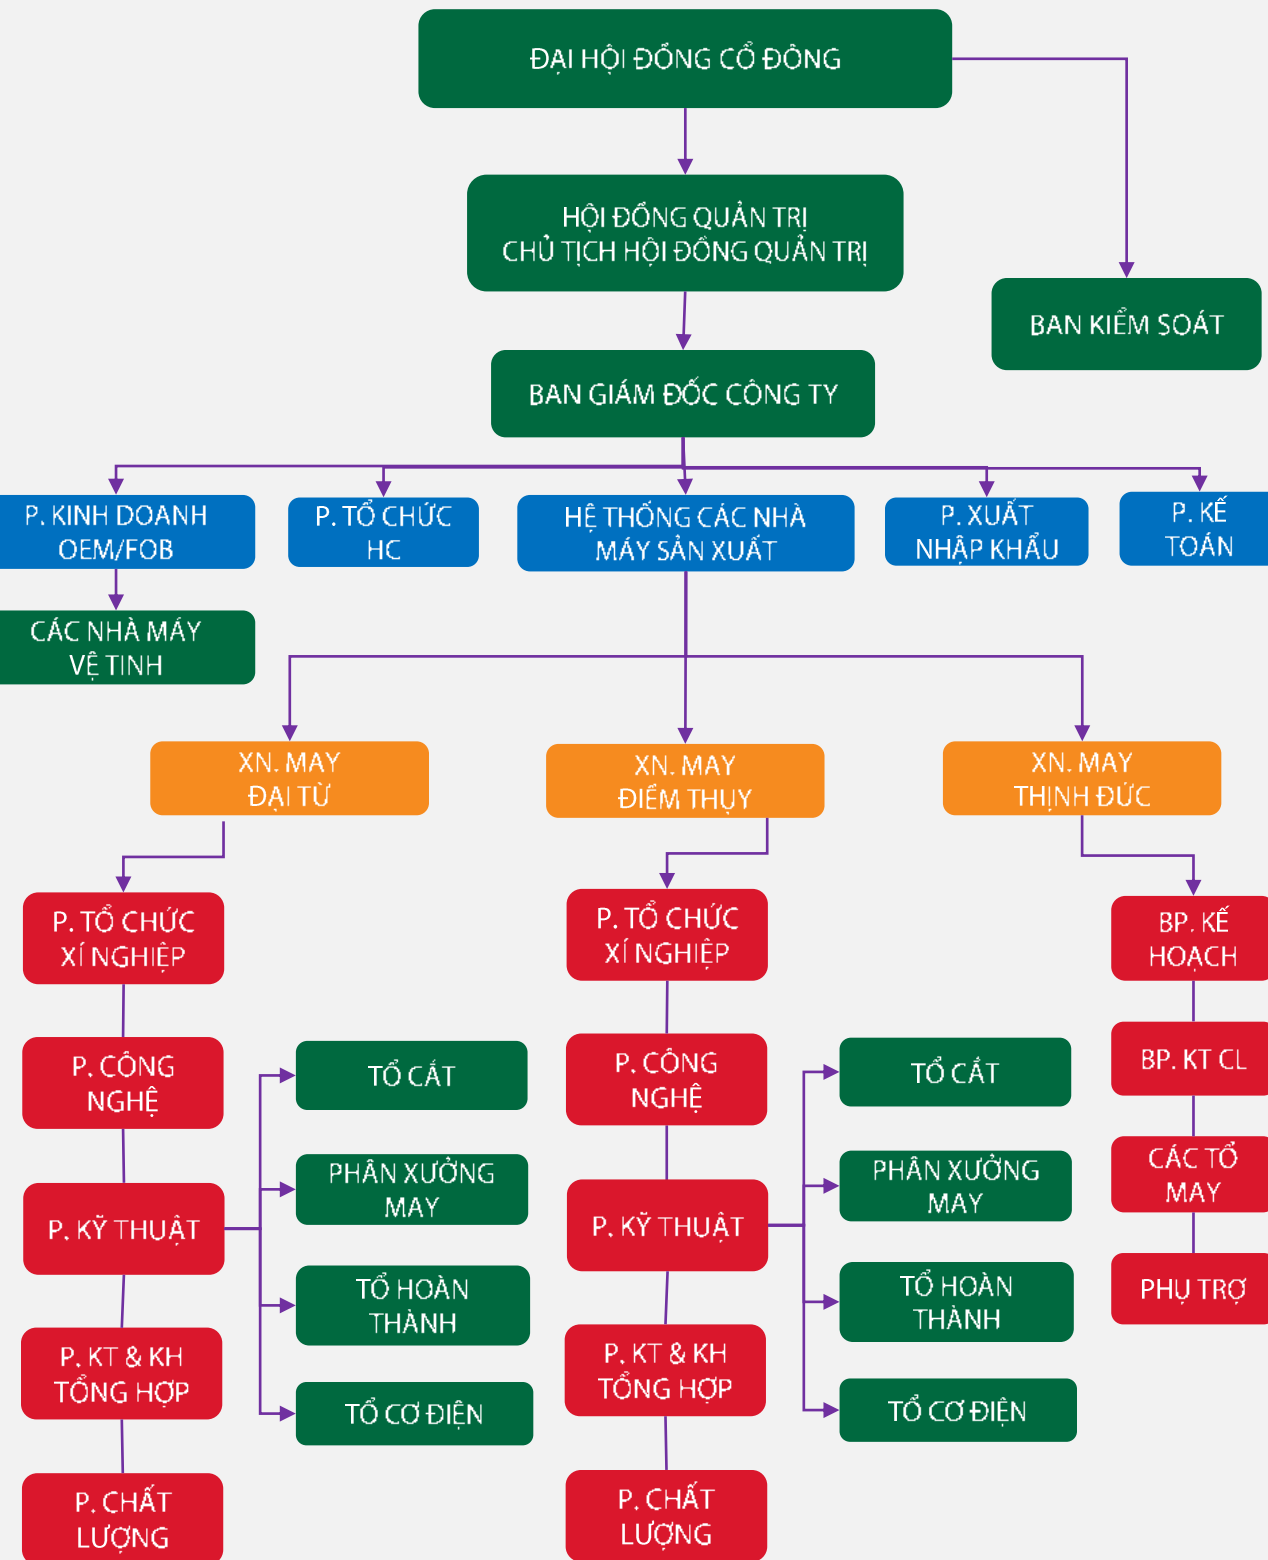 ĐẠI HỘI ĐỒNG CỔ ĐÔNG
HỘI ĐỒNG QUẢN TRỊ
CHỦ TỊCH HỘI ĐỒNG QUẢN TRỊ
BAN KIỂM SOÁT
BAN GIÁM ĐỐC CÔNG TY
P. KINH DOANH
OEM/FOB
P. TỔ CHỨC
HC
HỆ THỐNG CÁC NHÀ
MÁY SẢN XUẤT
P. XUẤT
NHẬP KHẨU
P. KẾ
TOÁN
CÁC NHÀ MÁY
VỆ TINH
XN. MAY
ĐẠI TỪ
XN. MAY
ĐIỀM THỤY
XN. MAY
THỊNH ĐỨC
P. TỔ CHỨC
XÍ NGHIỆP
P. CÔNG
NGHỆ
P. KỸ THUẬT
P. KT & KH
TỔNG HỢP
P. CHẤT
LƯỢNG
TỔ CẮT
PHÂN XƯỞNG
MAY
TỔ HOÀN
THÀNH
TỔ CƠ ĐIỆN
P. TỔ CHỨC
XÍ NGHIỆP
P. CÔNG
NGHỆ
P. KỸ THUẬT
P. KT & KH
TỔNG HỢP
P. CHẤT
LƯỢNG
TỔ CẮT
PHÂN XƯỞNG
MAY
TỔ HOÀN
THÀNH
TỔ CƠ ĐIỆN
BP. KẾ
HOẠCH
BP. KT CL
CÁC TỔ
MAY
PHỤ TRỢ